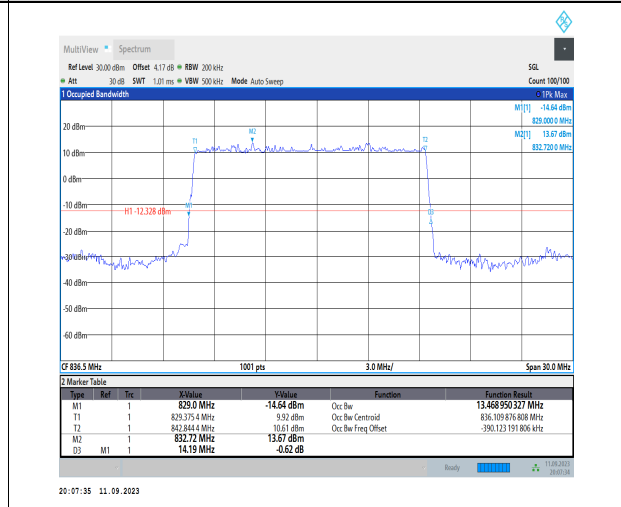 MultiView Spectrum
Ref Level 30.00 dBm Offset 4.17 dB RBW 200 kHz SGL
Att 30 dB SWT 1.01 ms VBW 500 kHz Mode Auto Sweep Count 100/100
1 Occupied Bandwidth 1Pk Max
M1[1] -14.64 dBm
829.000 0 MHz
M2[1] 13.67 dBm
832.720 0 MHz
20 dBm
M2
T1
T2
10 dBm
0 dBm
-10 dBm
M1
H1 -12.328 dBm
D3
-20 dBm
-30 dBm
-40 dBm
-50 dBm
-60 dBm
CF 836.5 MHz 1001 pts 3.0 MHz/ Span 30.0 MHz
2 Marker Table
Type Ref Trc X-Value Y-Value Function Function Result
M1 1 829.0 MHz -14.64 dBm Occ Bw 13.468 950 327 MHz
T1 1 829.375 4 MHz 9.92 dBm Occ Bw Centroid 836.109 876 808 MHz
T2 1 842.844 4 MHz 10.61 dBm Occ Bw Freq Offset -390.123 191 806 kHz
M2 1 832.72 MHz 13.67 dBm
D3 M1 1 14.19 MHz -0.62 dB
Ready 11.09.2023
20:07:34
20:07:35 11.09.2023